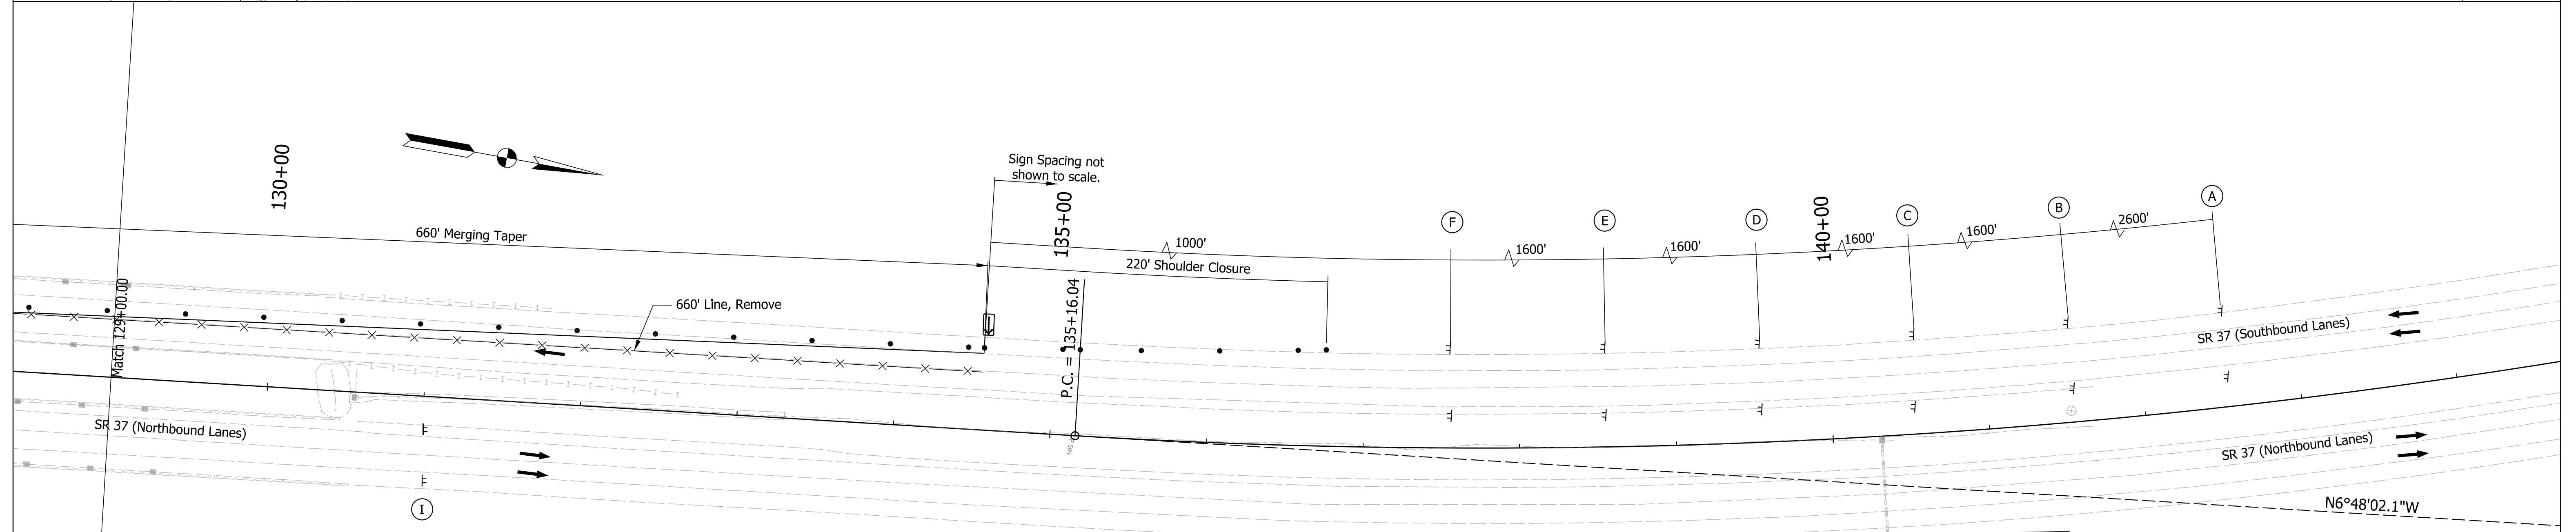 Match 129+00.00
130+00
660' Merging Taper
660' Line, Remove
Sign Spacing not
shown to scale.
135+00
P.C. = 135+16.04
1000'
220' Shoulder Closure
F
1600'
E
1600'
D
140+00
1600'
C
1600'
B
2600'
A
SR 37 (Southbound Lanes)
SR 37 (Northbound Lanes)
I
SR 37 (Northbound Lanes)
N6°48'02.1"W